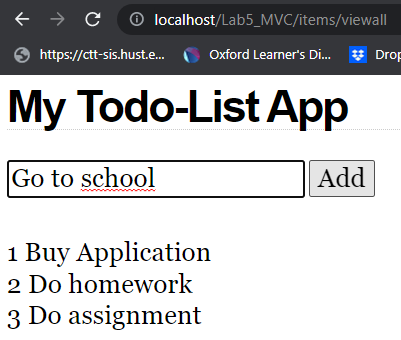 localhost/Lab5_MVC/items/viewall
https://ctt-sis.hust.e... Oxford Learner's Di... Drop
My Todo-List App
Go to school Add
1 Buy Application
2 Do homework
3 Do assignment